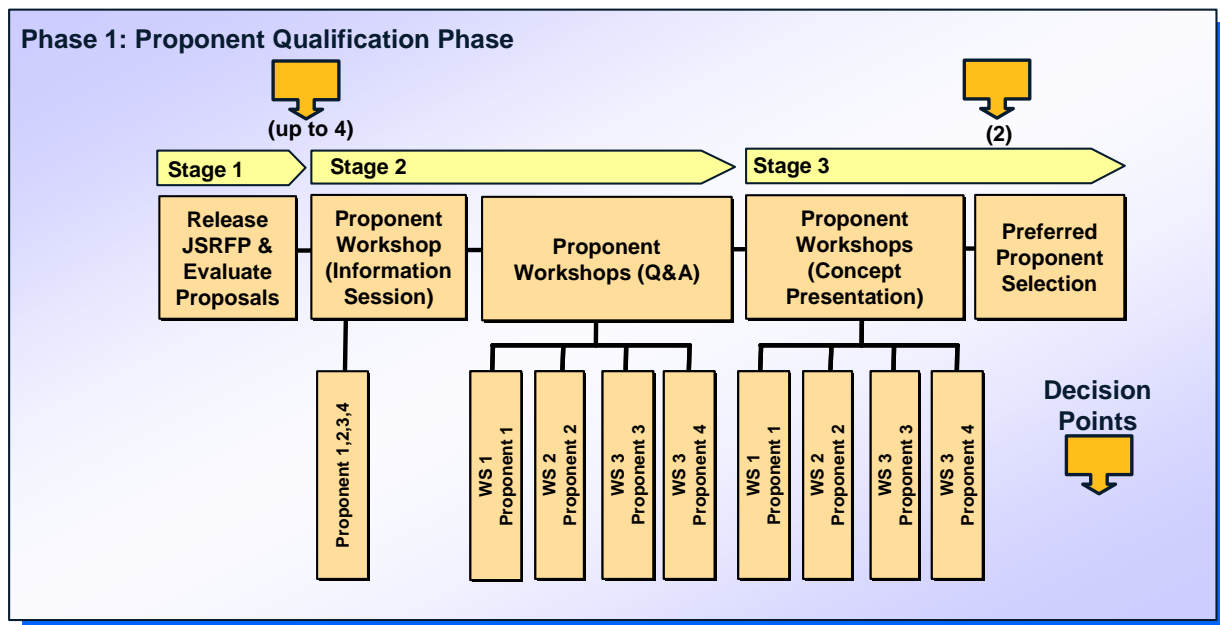 Phase 1: Proponent Qualification Phase
(up to 4)
(2)
Stage 1
Stage 2
Stage 3
Release
JSRFP &
Evaluate
Proposals
Proponent
Workshop
(Information
Session)
Proponent
Workshops (Q&A)
Proponent
Workshops
(Concept
Presentation)
Preferred
Proponent
Selection
Proponent 1,2,3,4
WS 1
Proponent 1
WS 2
Proponent 2
WS 3
Proponent 3
WS 3
Proponent 4
WS 1
Proponent 1
WS 2
Proponent 2
WS 3
Proponent 3
WS 3
Proponent 4
Decision
Points